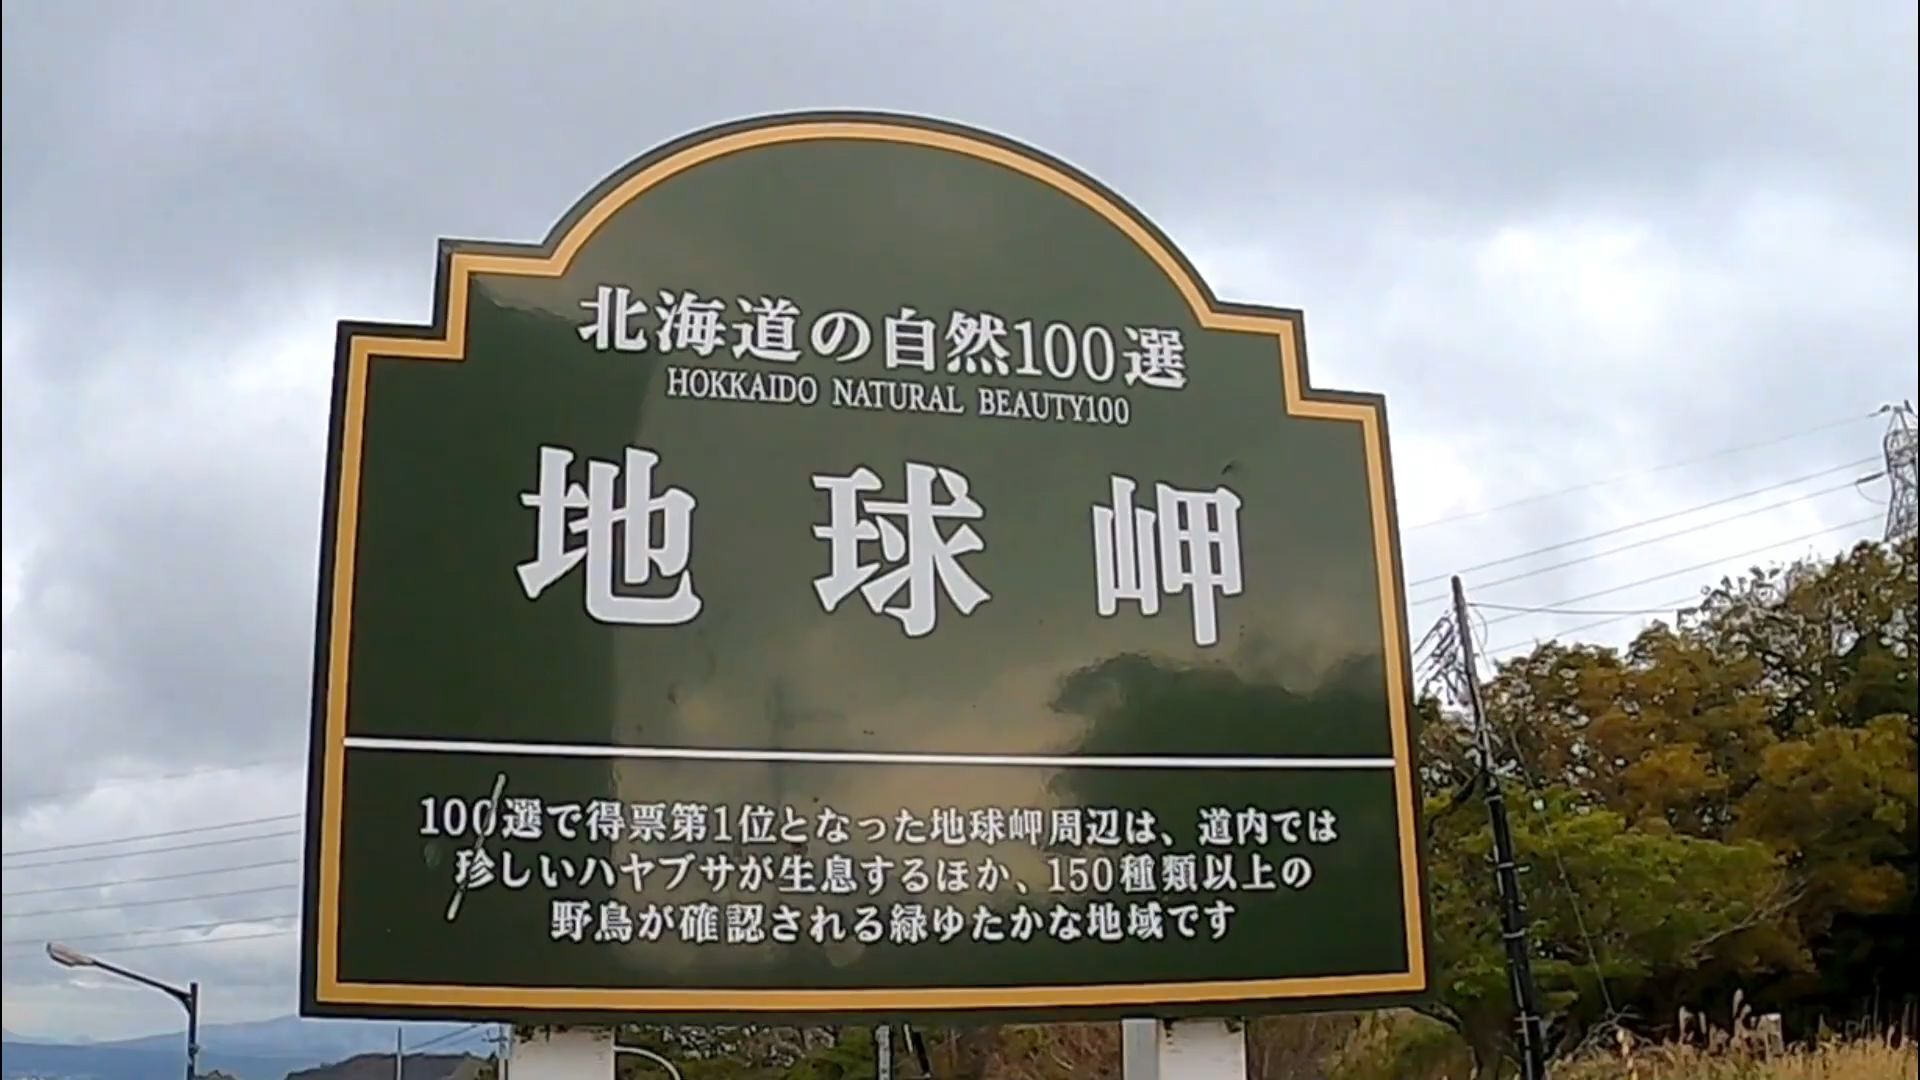 北海道の自然100選
HOKKAIDO NATURAL BEAUTY100
地球岬
100選で得票第1位となった地球岬周辺は、道内では
珍しいハヤブサが生息するほか、150種類以上の
野鳥が確認される緑ゆたかな地域です